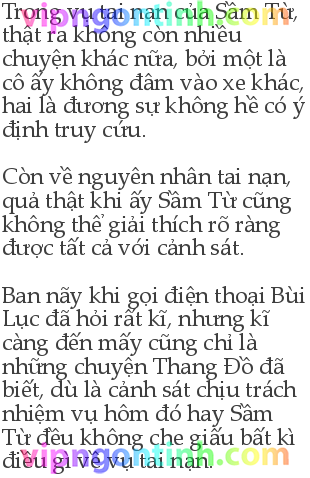 Trong vụ tai nạn của Sầm Từ,
thật ra không còn nhiều
chuyện khác nữa, bởi một là
cô ấy không đâm vào xe khác,
hai là đương sự không hề có ý
định truy cứu.
Còn về nguyên nhân tai nạn,
quả thật khi ấy Sầm Từ cũng
không thể giải thích rõ ràng
được tất cả với cảnh sát.
Ban nãy khi gọi điện thoại Bùi
Lục đã hỏi rất kĩ, nhưng kĩ
càng đến mấy cũng chỉ là
những chuyện Thang Đồ đã
biết, dù là cảnh sát chịu trách
nhiệm vụ hôm đó hay Sầm
Từ đều không che giấu bất kì
điều gì về vụ tai nạn.
vipngontinh.com
vipngontinh.com